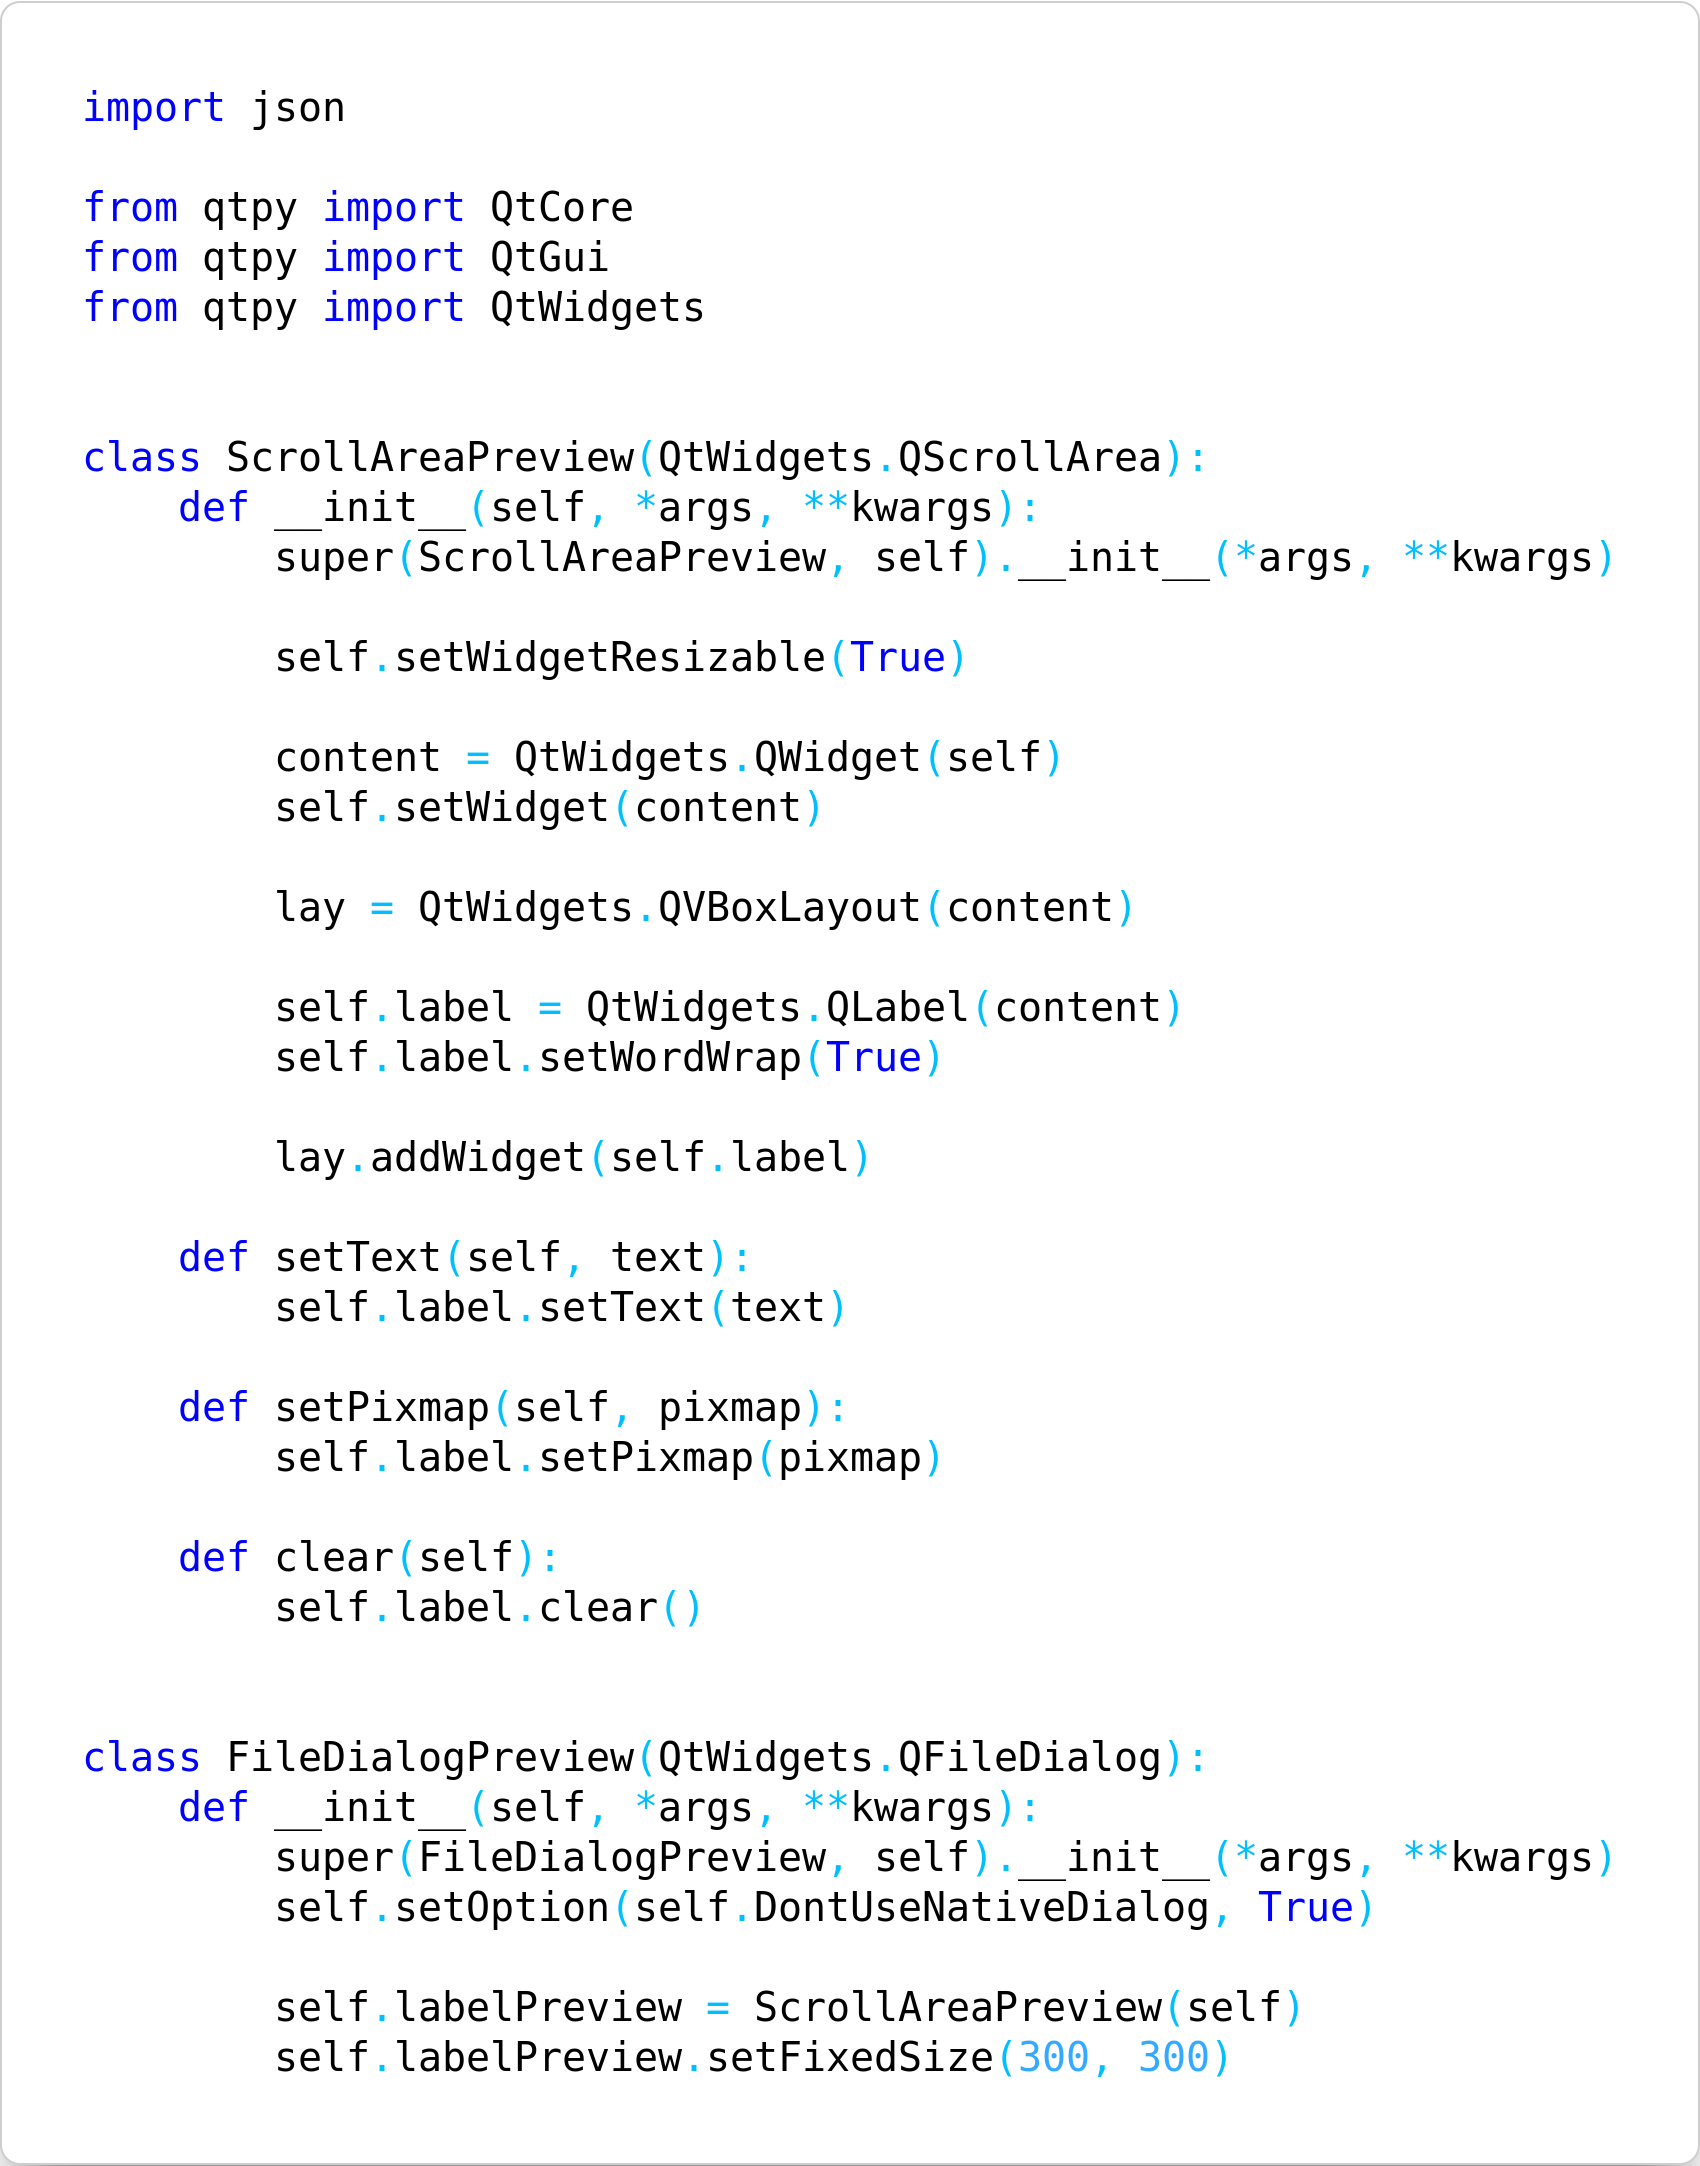 import json

from qtpy import QtCore
from qtpy import QtGui
from qtpy import QtWidgets


class ScrollAreaPreview(QtWidgets.QScrollArea):
    def __init__(self, *args, **kwargs):
        super(ScrollAreaPreview, self).__init__(*args, **kwargs)

        self.setWidgetResizable(True)

        content = QtWidgets.QWidget(self)
        self.setWidget(content)

        lay = QtWidgets.QVBoxLayout(content)

        self.label = QtWidgets.QLabel(content)
        self.label.setWordWrap(True)

        lay.addWidget(self.label)

    def setText(self, text):
        self.label.setText(text)

    def setPixmap(self, pixmap):
        self.label.setPixmap(pixmap)

    def clear(self):
        self.label.clear()


class FileDialogPreview(QtWidgets.QFileDialog):
    def __init__(self, *args, **kwargs):
        super(FileDialogPreview, self).__init__(*args, **kwargs)
        self.setOption(self.DontUseNativeDialog, True)

        self.labelPreview = ScrollAreaPreview(self)
        self.labelPreview.setFixedSize(300, 300)